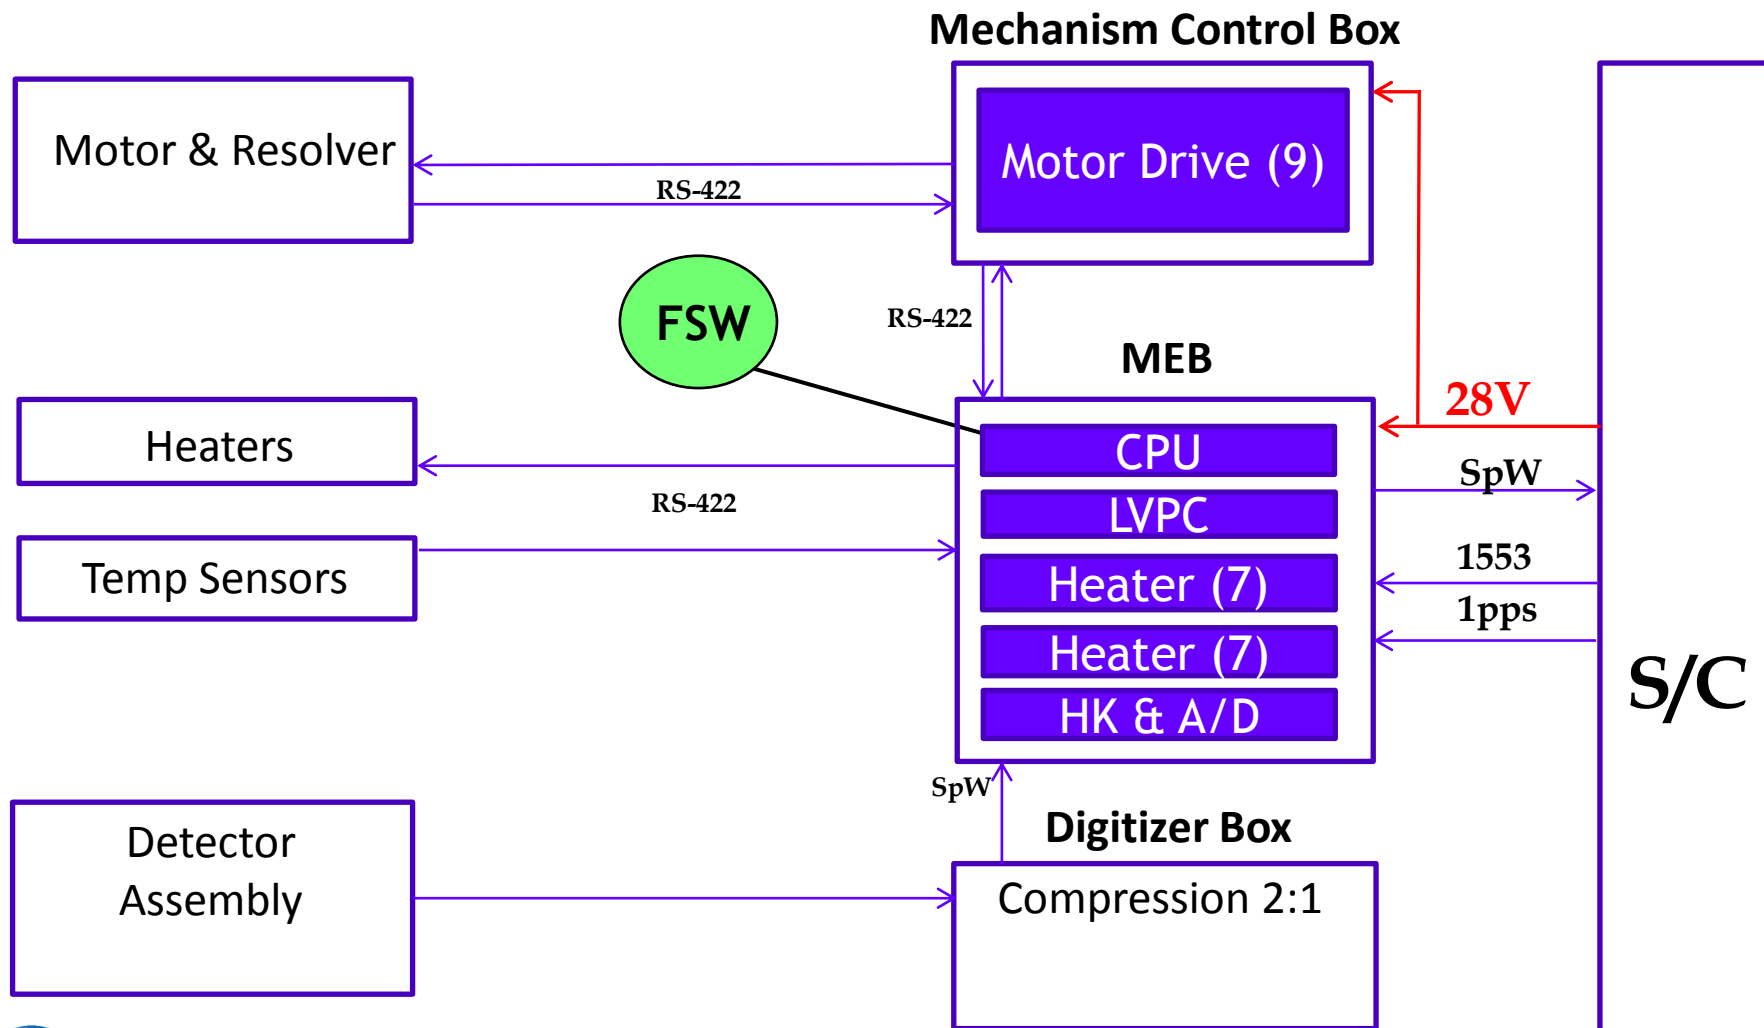 Mechanism Control Box
Motor & Resolver
Motor Drive (9)
RS-422
FSW
RS-422
MEB
28V
Heaters
CPU
SpW
RS-422
LVPC
1553
Temp Sensors
Heater (7)
1pps
Heater (7)
S/C
HK & A/D
SpW
Digitizer Box
Detector
Assembly
Compression 2:1